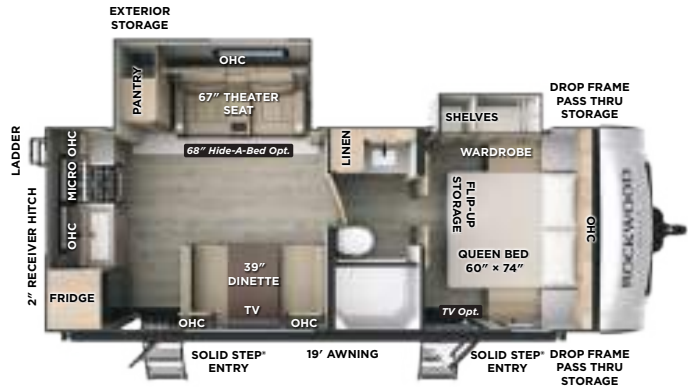 EXTERIOR
STORAGE
OHC
PANTRY
67" THEATER
SEAT
68" Hide-A-Bed Opt.
LADDER
2" RECEIVER HITCH
OHC
MICRO
OHC
FRIDGE
LINEN
39"
DINETTE
TV
OHC
OHC
SHELVES
WARDROBE
FLIP-UP
STORAGE
QUEEN BED
60" × 74"
OHC
TV Opt.
DROP FRAME
PASS THRU
STORAGE
ROCKWOOD
SOLID STEP®
ENTRY
19' AWNING
SOLID STEP®
ENTRY
DROP FRAME
PASS THRU
STORAGE